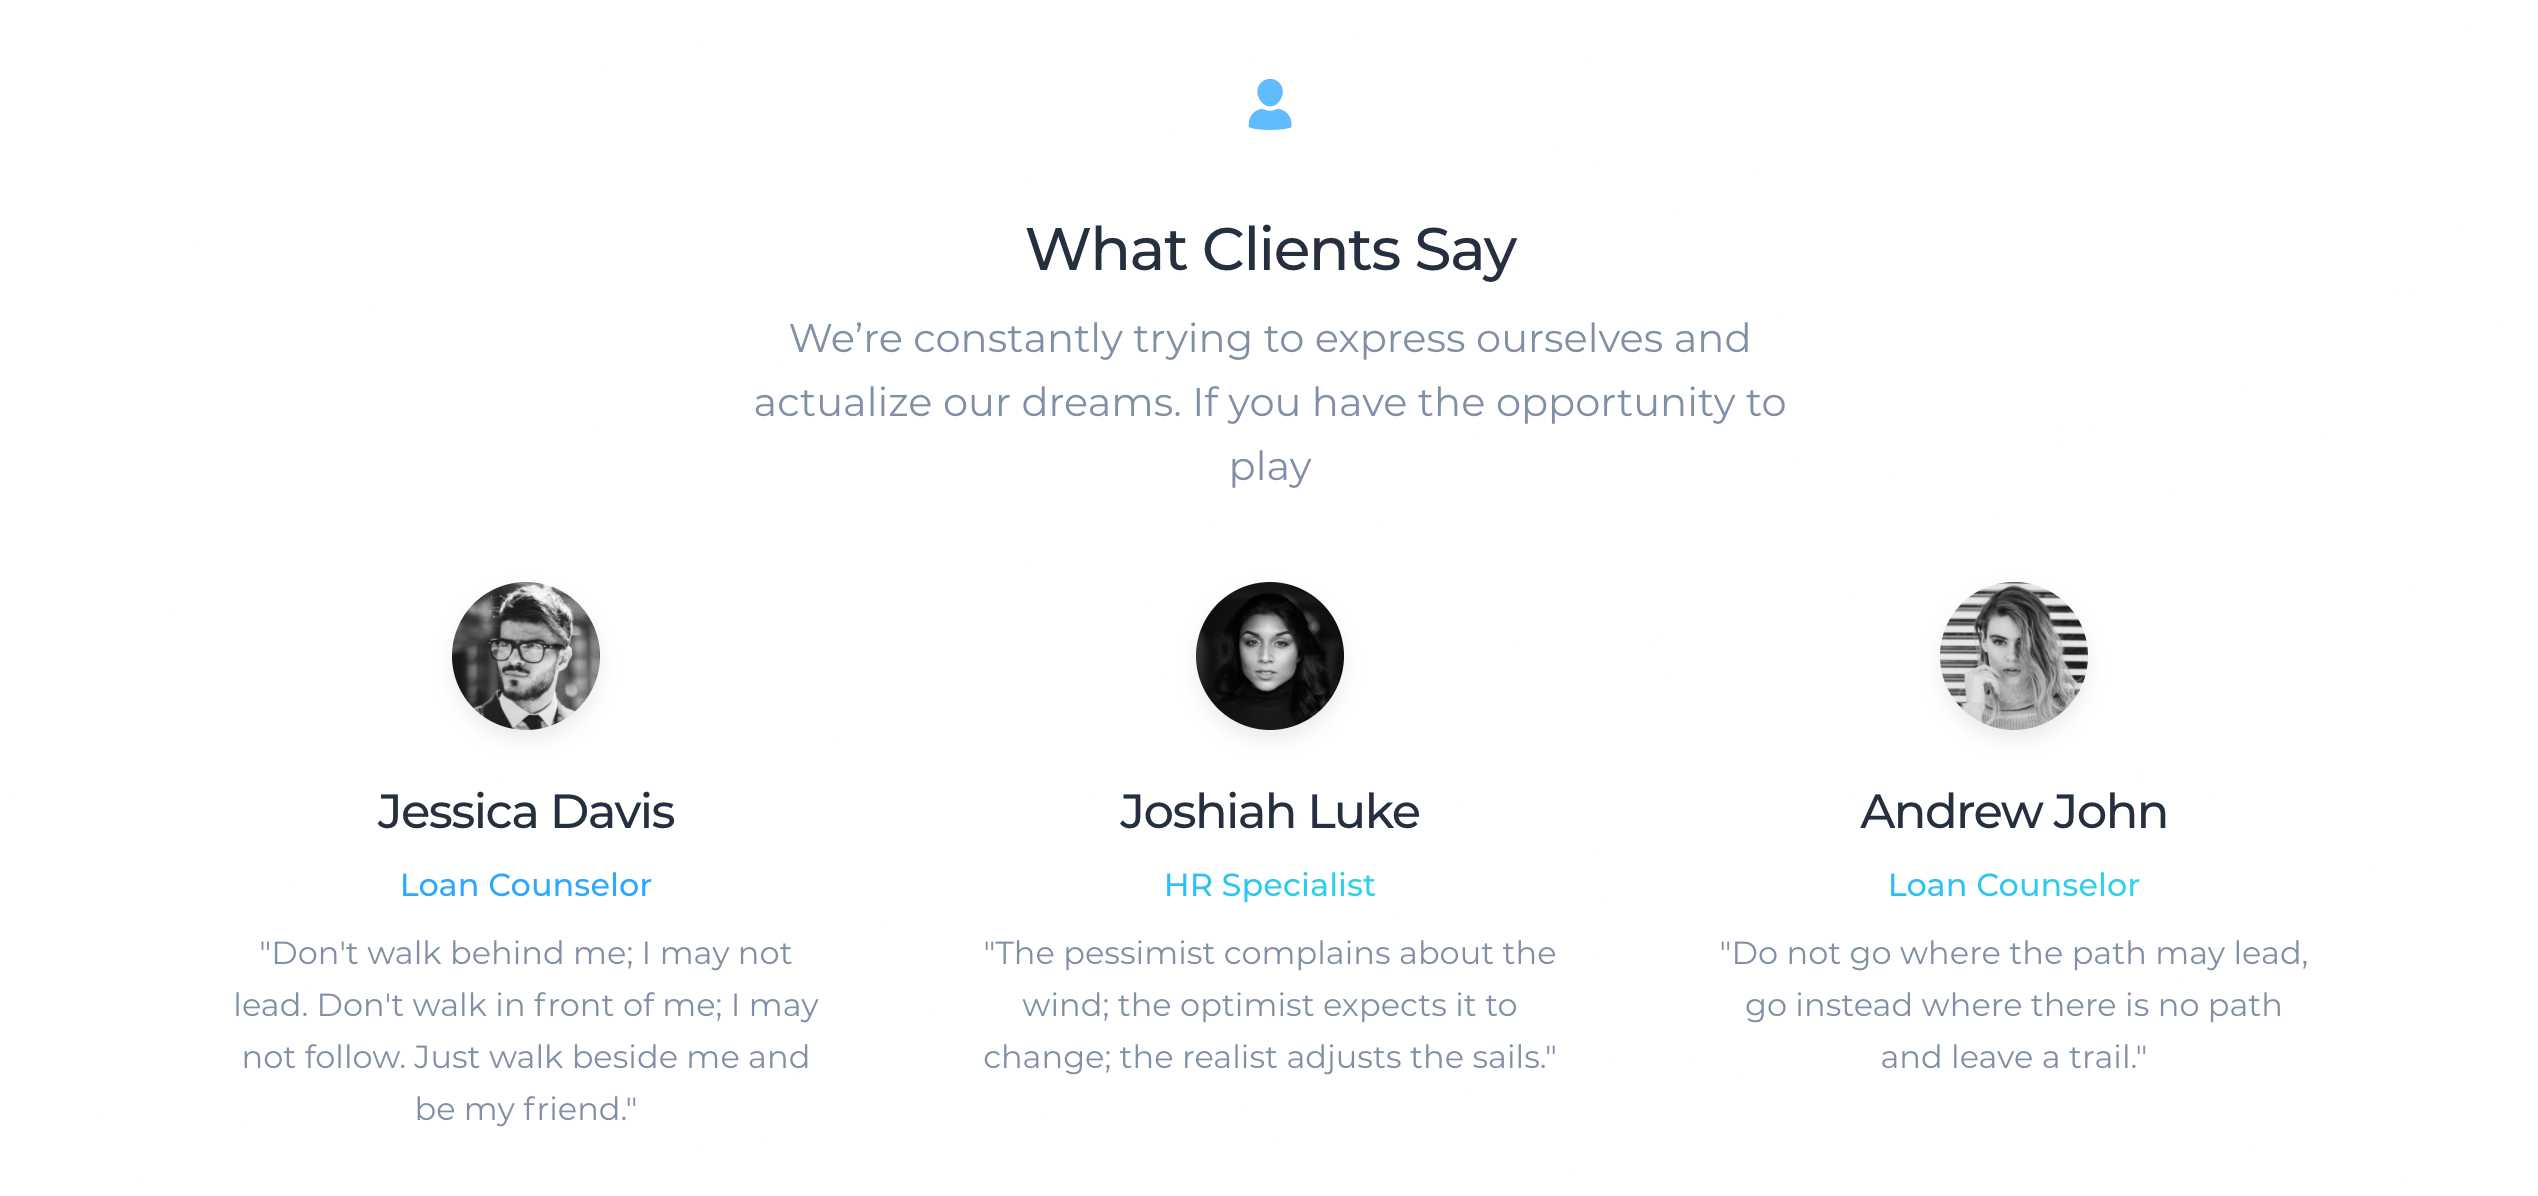 What Clients Say
We’re constantly trying to express ourselves and
actualize our dreams. If you have the opportunity to
play
Jessica Davis
Loan Counselor
"Don't walk behind me; I may not
lead. Don't walk in front of me; I may
not follow. Just walk beside me and
be my friend."
Joshiah Luke
HR Specialist
"The pessimist complains about the
wind; the optimist expects it to
change; the realist adjusts the sails."
Andrew John
Loan Counselor
"Do not go where the path may lead,
go instead where there is no path
and leave a trail."